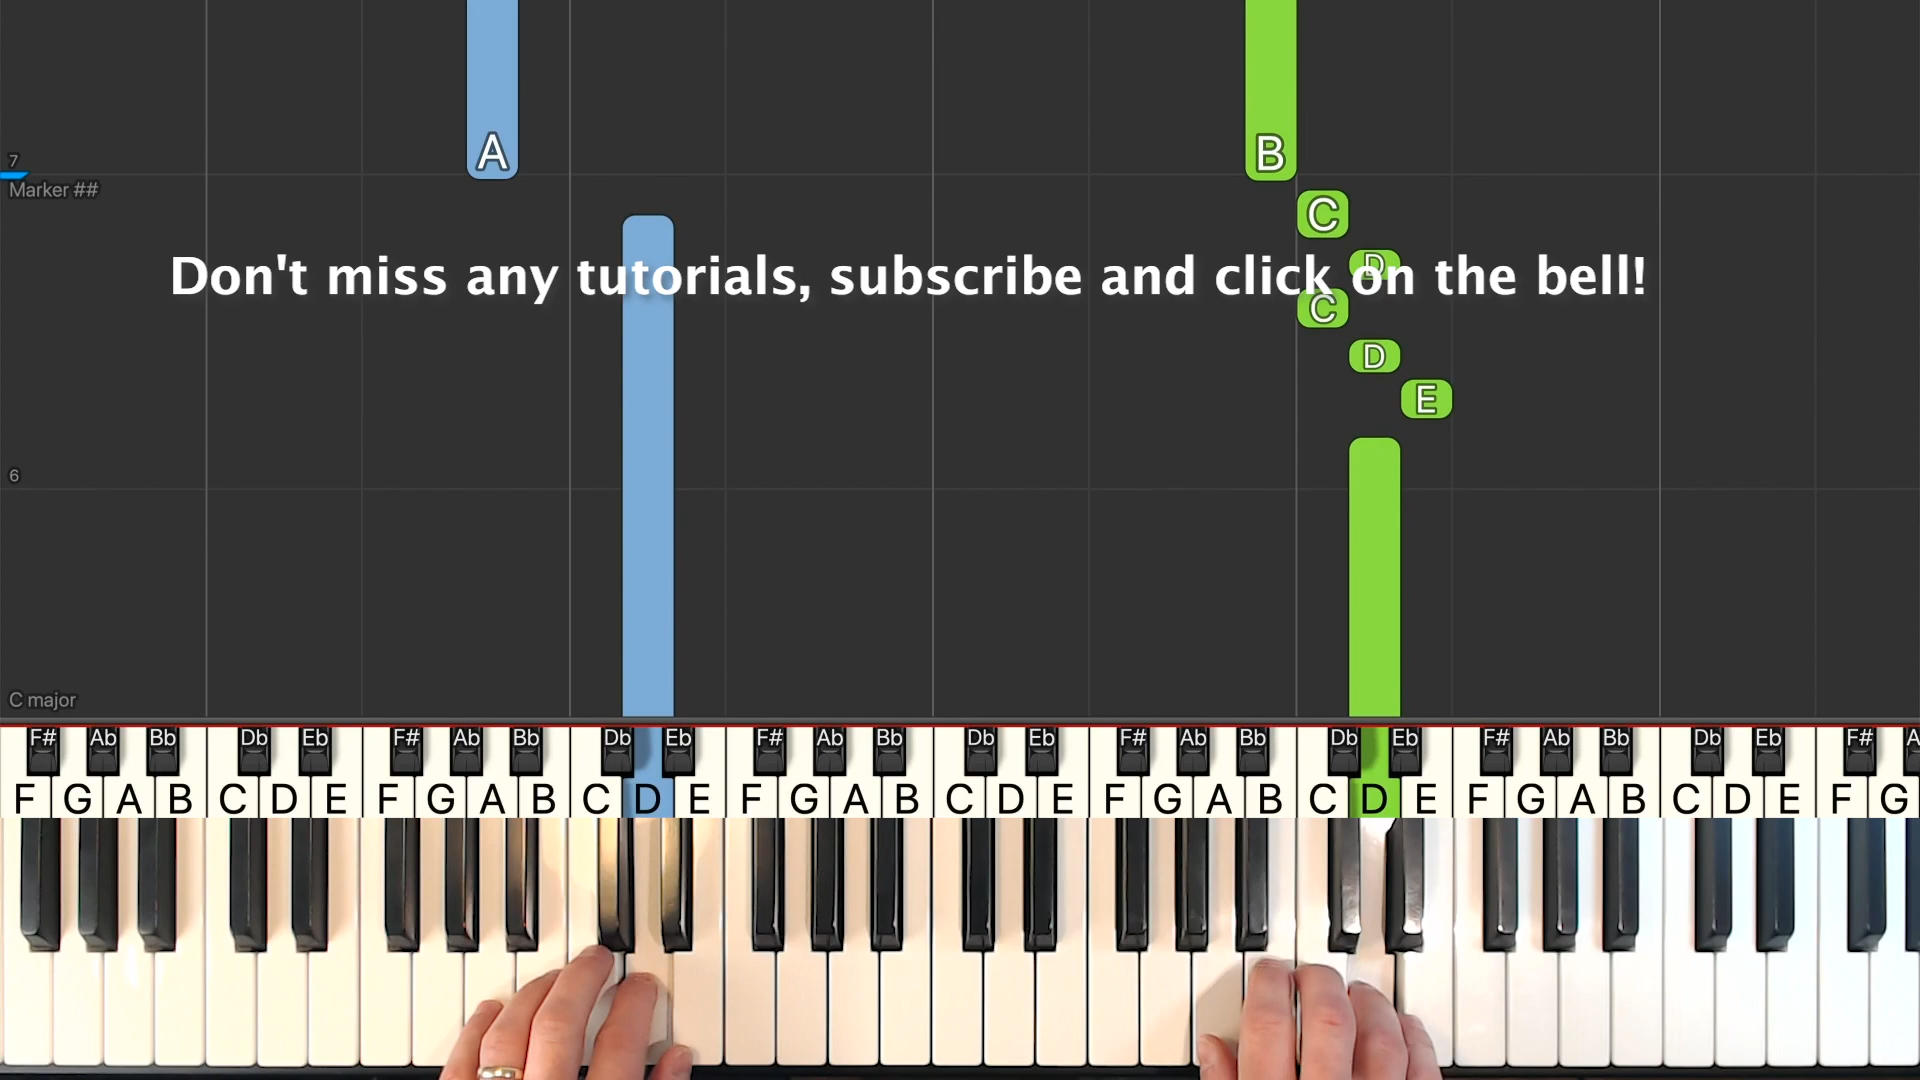 A
B
7
Marker ##
C
D
Don't miss any tutorials, subscribe and click on the bell!
C
D
E
6
C major
F# Ab Bb Db Eb F# Ab Bb Db Eb F# Ab Bb Db Eb F# Ab Bb Db Eb F# Ab Bb Db Eb F# A
F G A B C D E F G A B C D E F G A B C D E F G A B C D E F G A B C D E F G